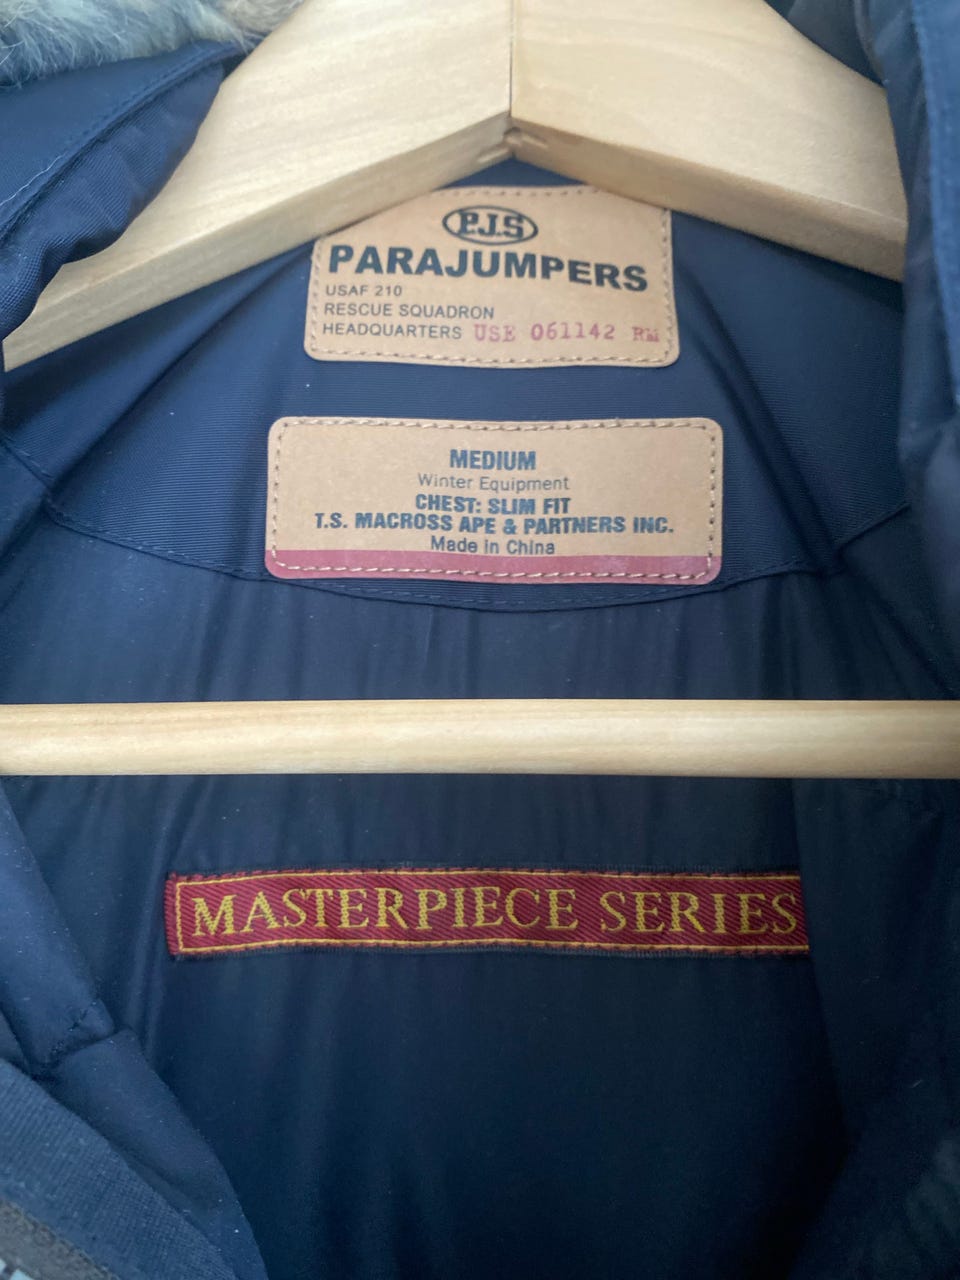 P.J.S
PARAJUMPERS
USAF 210
RESCUE SQUADRON
HEADQUARTERS USE 061142 RM
MEDIUM
Winter Equipment
CHEST: SLIM FIT
T.S. MACROSS APE & PARTNERS INC.
Made in China
MASTERPIECE SERIES